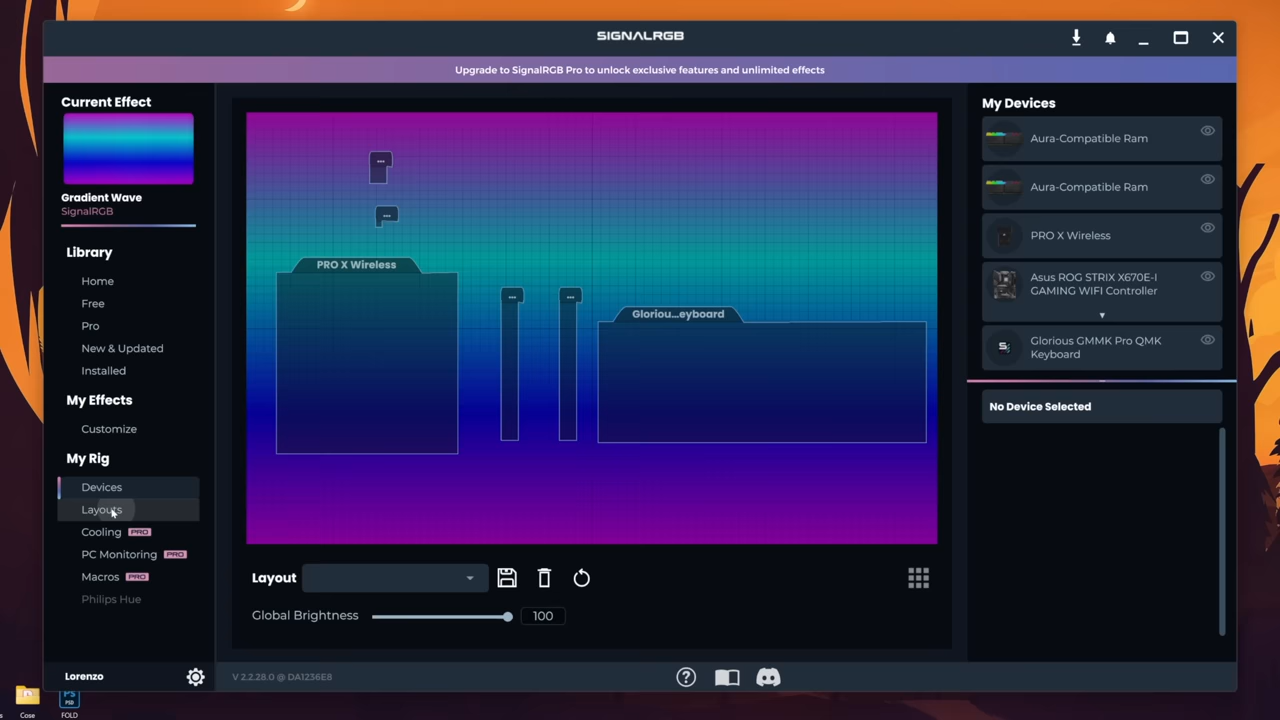 SIGNALRGB
Upgrade to SignalRGB Pro to unlock exclusive features and unlimited effects
Current Effect
Gradient Wave
SignalRGB
Library
Home
Free
Pro
New & Updated
Installed
My Effects
Customize
My Rig
Devices
Layouts
Cooling PRO
PC Monitoring PRO
Macros PRO
Philips Hue
Lorenzo
...
...
PRO X Wireless
...
...
Gloriou...eyboard
Layout
Global Brightness 100
V 2.2.28.0 @ DA1236E8
My Devices
Aura-Compatible Ram
Aura-Compatible Ram
PRO X Wireless
Asus ROG STRIX X670E-I
GAMING WIFI Controller
Glorious GMMK Pro QMK
Keyboard
No Device Selected
Cose
PS
PSD
FOLD